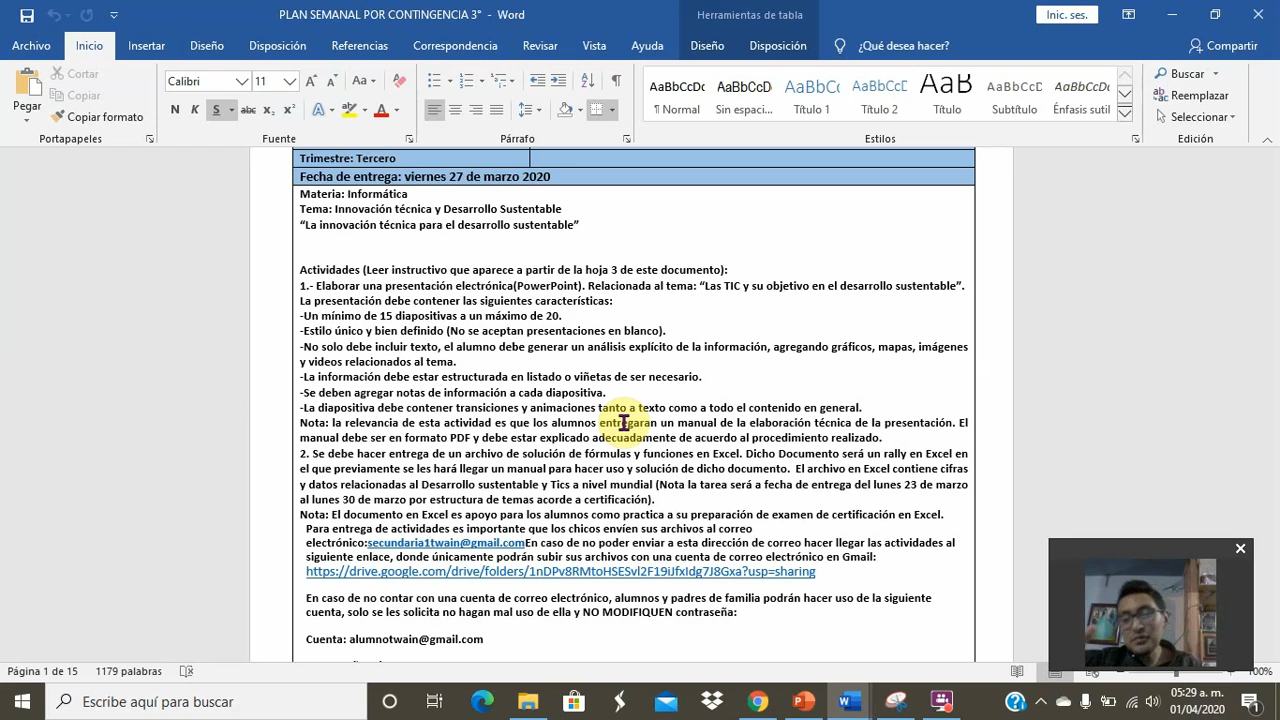 PLAN SEMANAL POR CONTINGENCIA 3° - Word
Herramientas de tabla
Inic. ses.
Archivo
Inicio
Insertar
Diseño
Disposición
Referencias
Correspondencia
Revisar
Vista
Ayuda
Diseño
Disposición
¿Qué desea hacer?
Compartir
Pegar
Cortar
Copiar
Copiar formato
Portapapeles
Calibri
11
N K S abc x₂ x²
Fuente
Párrafo
AaBbCcDc
¶ Normal
AaBbCcDc
Sin espaci...
AaBbCc
Título 1
AaBbCcD
Título 2
AaB
Título
AaBbCcD
Subtítulo
AaBbCcDc
Énfasis sutil
Estilos
Buscar
Reemplazar
Seleccionar
Edición
Trimestre: Tercero
Fecha de entrega: viernes 27 de marzo 2020
Materia: Informática
Tema: Innovación técnica y Desarrollo Sustentable
“La innovación técnica para el desarrollo sustentable”
Actividades (Leer instructivo que aparece a partir de la hoja 3 de este documento):
1.- Elaborar una presentación electrónica(PowerPoint). Relacionada al tema: “Las TIC y su objetivo en el desarrollo sustentable”.
La presentación debe contener las siguientes características:
-Un mínimo de 15 diapositivas a un máximo de 20.
-Estilo único y bien definido (No se aceptan presentaciones en blanco).
-No solo debe incluir texto, el alumno debe generar un análisis explícito de la información, agregando gráficos, mapas, imágenes
y videos relacionados al tema.
-La información debe estar estructurada en listado o viñetas de ser necesario.
-Se deben agregar notas de información a cada diapositiva.
-La diapositiva debe contener transiciones y animaciones tanto a texto como a todo el contenido en general.
Nota: la relevancia de esta actividad es que los alumnos entregaran un manual de la elaboración técnica de la presentación. El
manual debe ser en formato PDF y debe estar explicado adecuadamente de acuerdo al procedimiento realizado.
2. Se debe hacer entrega de un archivo de solución de fórmulas y funciones en Excel. Dicho Documento será un rally en Excel en
el que previamente se les hará llegar un manual para hacer uso y solución de dicho documento. El archivo en Excel contiene cifras
y datos relacionadas al Desarrollo sustentable y Tics a nivel mundial (Nota la tarea será a fecha de entrega del lunes 23 de marzo
al lunes 30 de marzo por estructura de temas acorde a certificación).
Nota: El documento en Excel es apoyo para los alumnos como practica a su preparación de examen de certificación en Excel.
Para entrega de actividades es importante que los chicos envíen sus archivos al correo
electrónico:secundaria1twain@gmail.comEn caso de no poder enviar a esta dirección de correo hacer llegar las actividades al
siguiente enlace, donde únicamente podrán subir sus archivos con una cuenta de correo electrónico en Gmail:
https://drive.google.com/drive/folders/1nDPv8RMtoHSESvl2F19iJfxIdg7J8Gxa?usp=sharing
En caso de no contar con una cuenta de correo electrónico, alumnos y padres de familia podrán hacer uso de la siguiente
cuenta, solo se les solicita no hagan mal uso de ella y NO MODIFIQUEN contraseña:
Cuenta: alumnotwain@gmail.com
Página 1 de 15
1179 palabras
100%
Escribe aquí para buscar
05:29 a. m.
01/04/2020